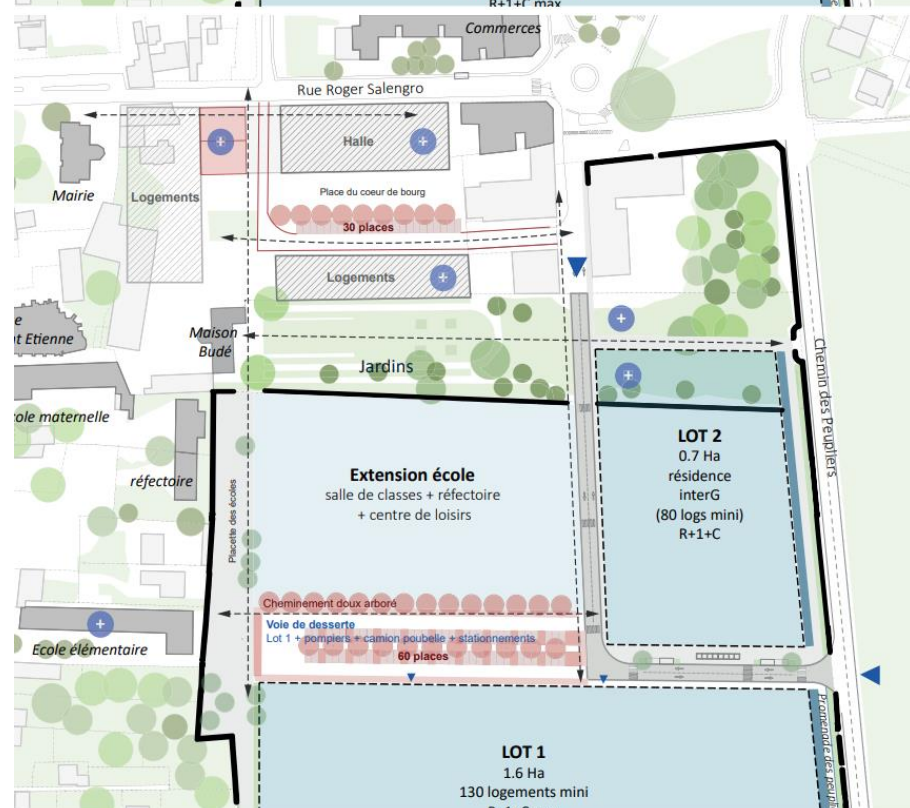 R+1+C max
Commerces
Rue Roger Salengro
Halle
Mairie
Logements
Place du coeur de bourg
30 places
Logements
Maison
Budé
nt Etienne
Jardins
Chemin des Peupliers
ole maternelle
réfectoire
Placette des écoles
Extension école
salle de classes + réfectoire
+ centre de loisirs
LOT 2
0.7 Ha
résidence
interG
(80 logs mini)
R+1+C
Cheminement doux arboré
Voie de desserte
Lot 1 + pompiers + camion poubelle + stationnements
60 places
Ecole élémentaire
LOT 1
1.6 Ha
130 logements mini
Promenade des peupli